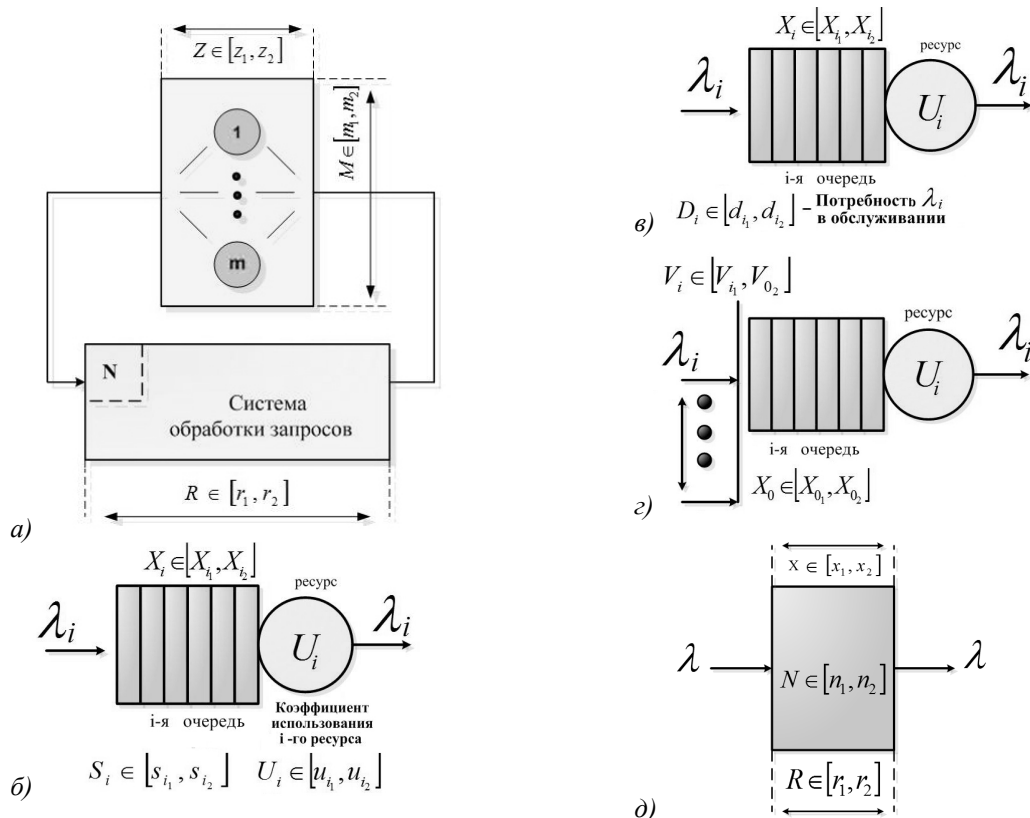 Z ∈ [z₁, z₂]
M ∈ [m₁, m₂]
1
m
N
Система
обработки запросов
R ∈ [r₁, r₂]
а)
Xᵢ ∈ ⌊Xᵢ₁, Xᵢ₂⌋
ресурс
λᵢ
Uᵢ
λᵢ
i-я очередь
Коэффициент
использования
i -го ресурса
Sᵢ ∈ ⌊sᵢ₁, sᵢ₂⌋ Uᵢ ∈ ⌊uᵢ₁, uᵢ₂⌋
б)
Xᵢ ∈ ⌊Xᵢ₁, Xᵢ₂⌋
ресурс
λᵢ
Uᵢ
λᵢ
i-я очередь
Dᵢ ∈ ⌊dᵢ₁, dᵢ₂⌋ – Потребность λᵢ
в обслуживании
в)
Vᵢ ∈ ⌊Vᵢ₁, V₀₂⌋
ресурс
λᵢ
Uᵢ
λᵢ
i-я очередь
X₀ ∈ ⌊X₀₁, X₀₂⌋
г)
X ∈ [x₁, x₂]
λ
N ∈ [n₁, n₂]
λ
R ∈ [r₁, r₂]
д)